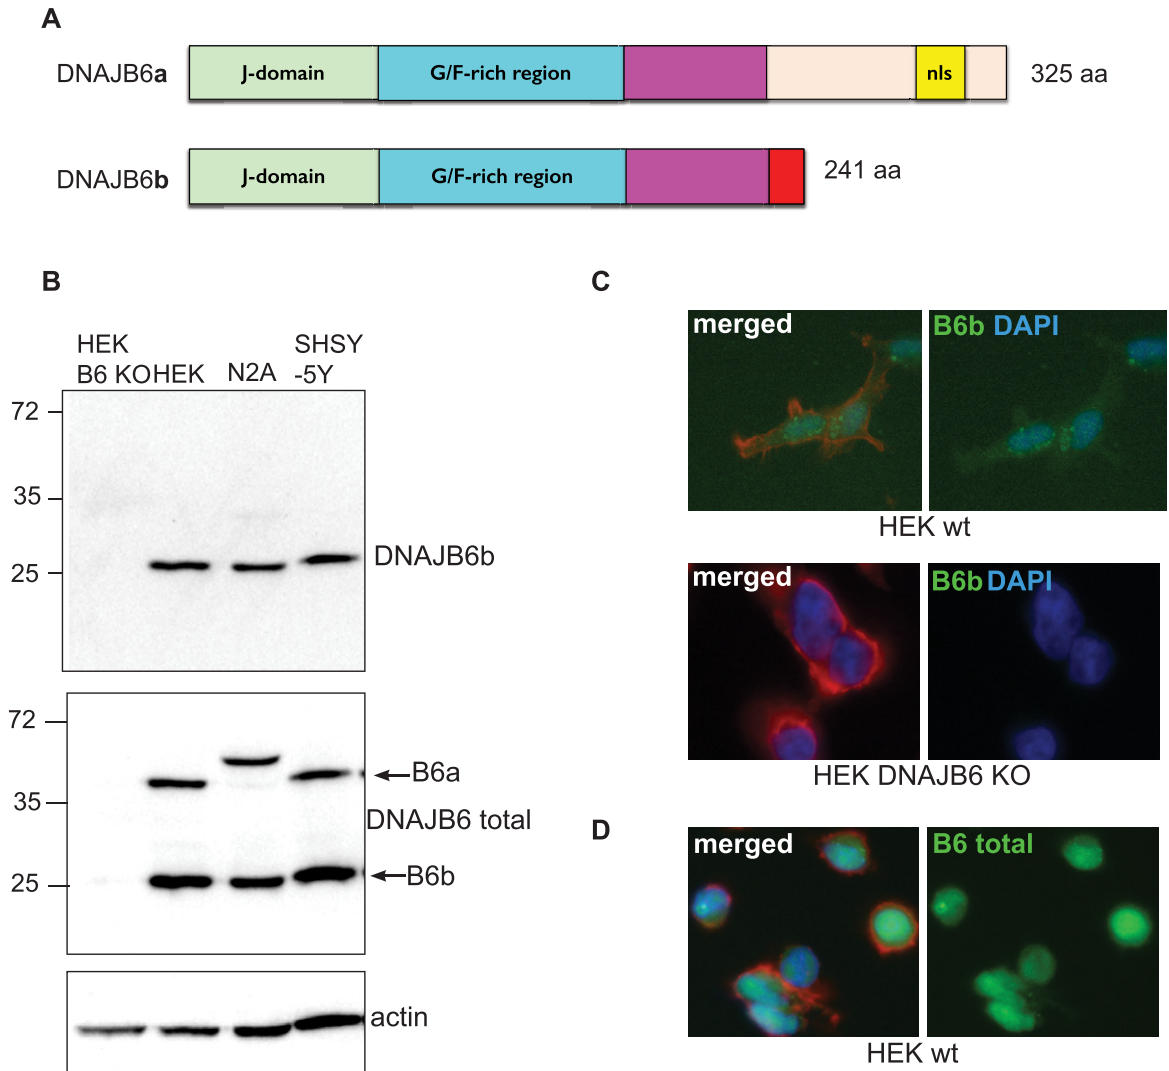 A
DNAJB6a
J-domain
G/F-rich region
nls
325 aa
DNAJB6b
J-domain
G/F-rich region
241 aa
B
HEK
B6 KO
HEK
N2A
SHSY
-5Y
72
35
25
DNAJB6b
72
35
25
B6a
DNAJB6 total
B6b
actin
C
merged
B6b DAPI
HEK wt
merged
B6b DAPI
HEK DNAJB6 KO
D
merged
B6 total
HEK wt